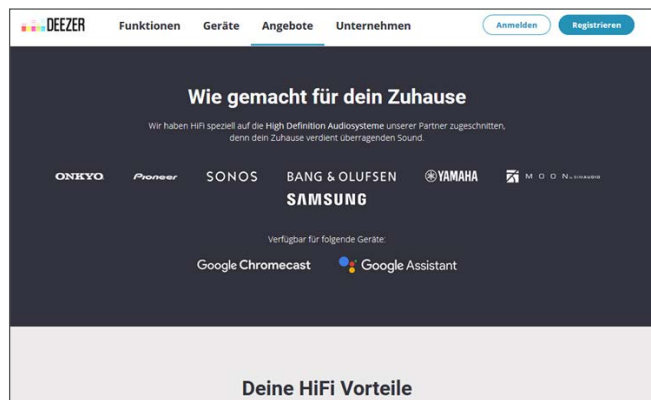 DEEZER Funktionen Geräte Angebote Unternehmen Anmelden Registrieren
Wie gemacht für dein Zuhause
Wir haben HiFi speziell auf die High Definition Audiosysteme unserer Partner zugeschnitten,
denn dein Zuhause verdient überragenden Sound.
ONKYO Pioneer SONOS BANG & OLUFSEN YAMAHA MOON by SIMAUDIO
SAMSUNG
Verfügbar für folgende Geräte:
Google Chromecast Google Assistant
Deine HiFi Vorteile